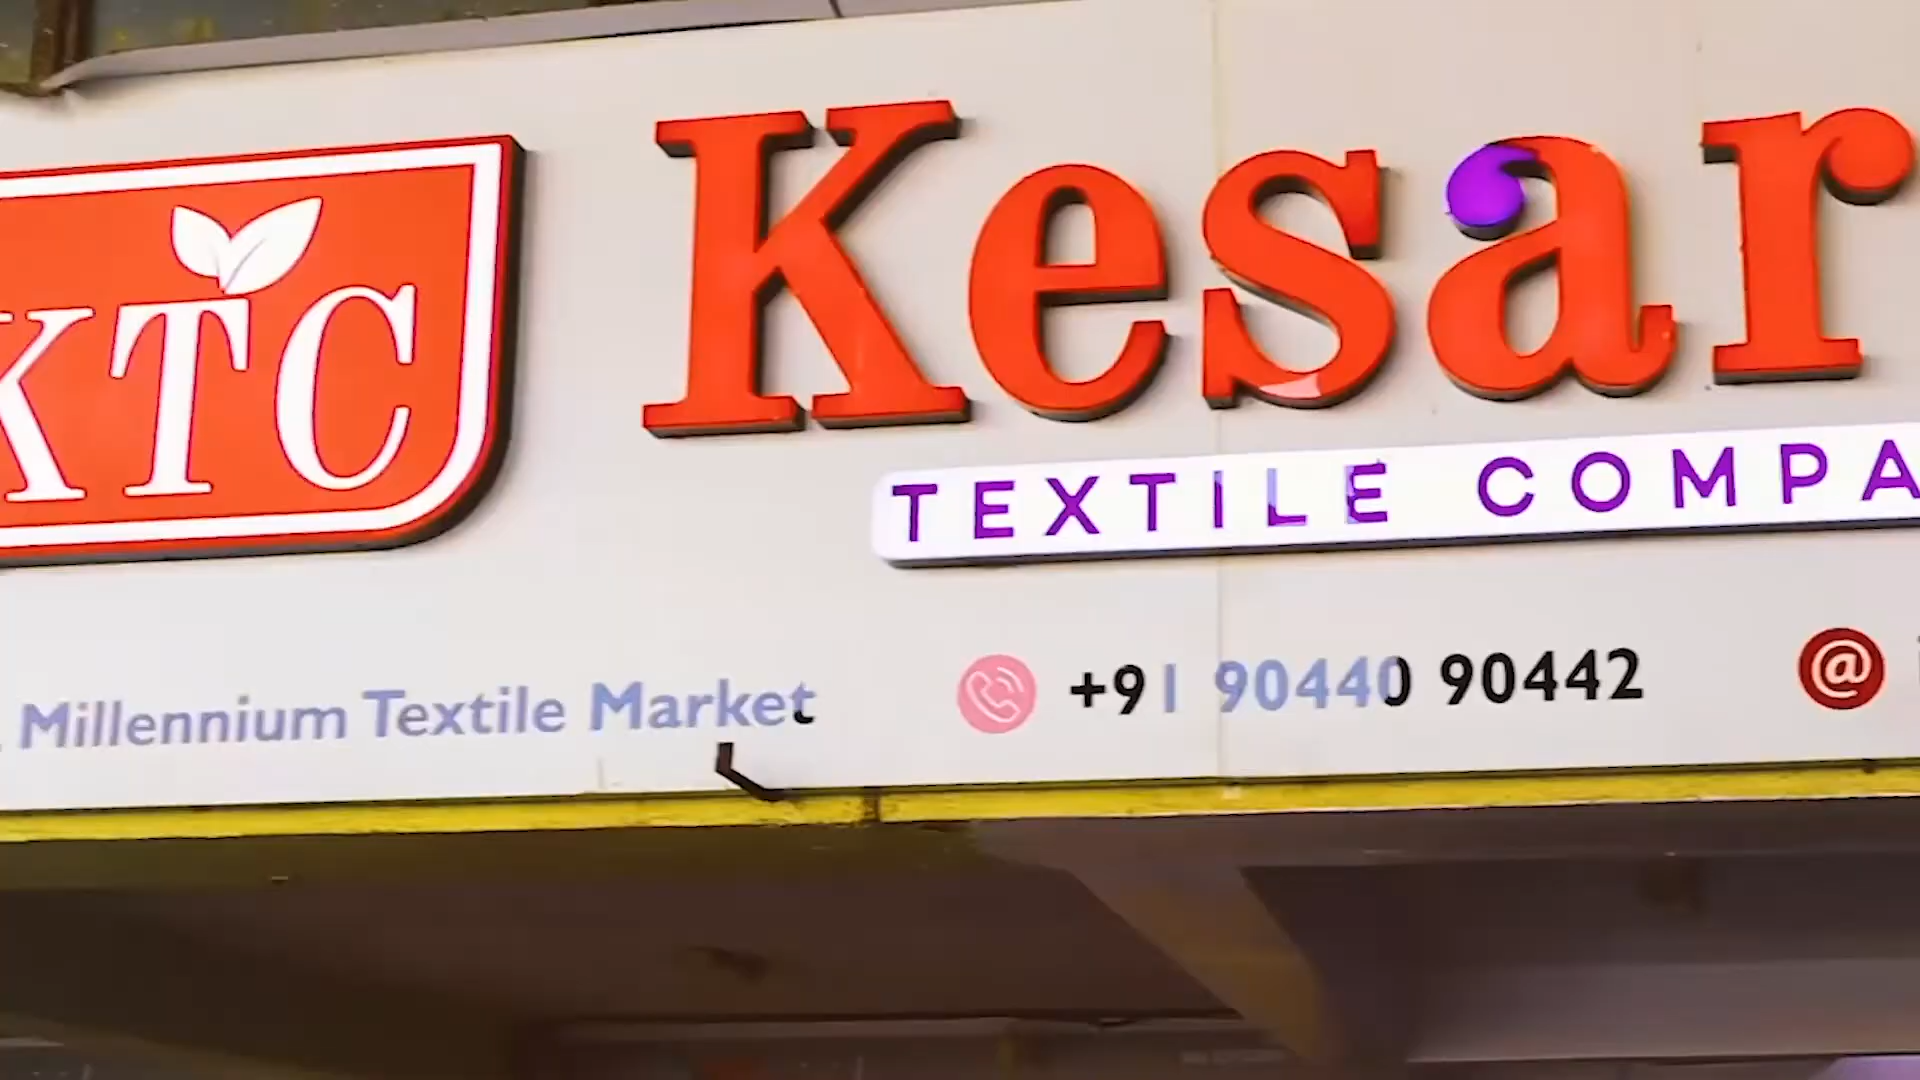 KTC
Kesar
TEXTILE COMPA
Millennium Textile Market +91 90440 90442 @